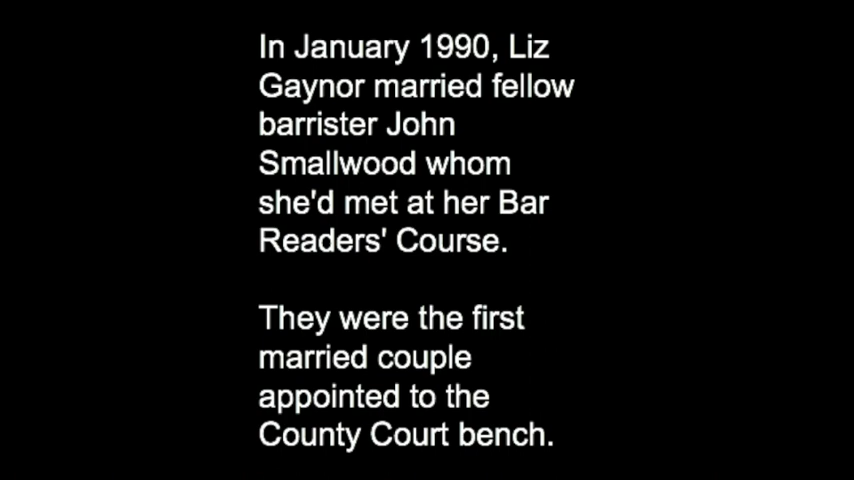 In January 1990, Liz
Gaynor married fellow
barrister John
Smallwood whom
she'd met at her Bar
Readers' Course.
They were the first
married couple
appointed to the
County Court bench.